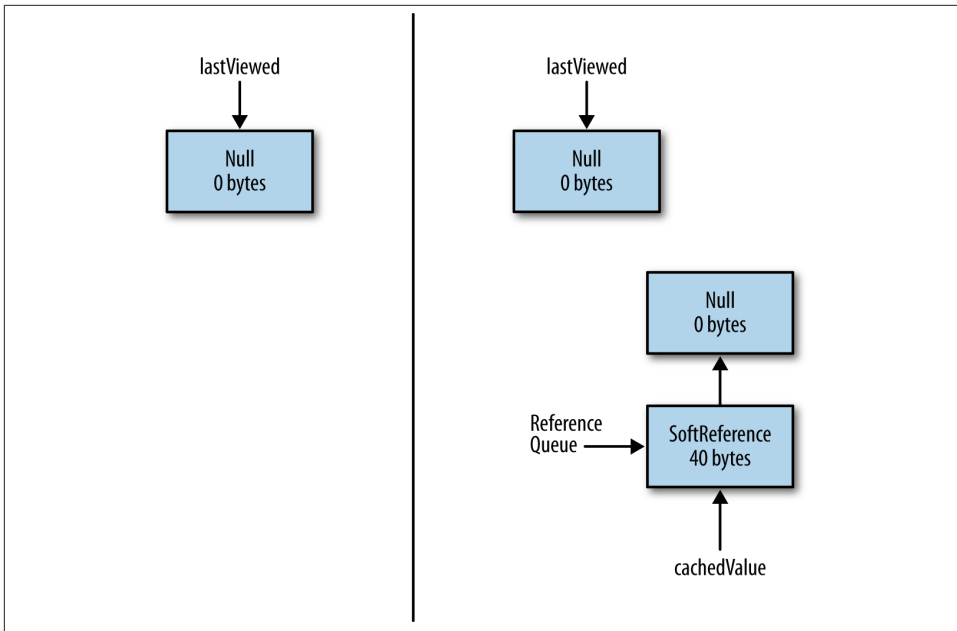 lastViewed
Null
0 bytes
lastViewed
Null
0 bytes
Null
0 bytes
Reference
Queue
SoftReference
40 bytes
cachedValue